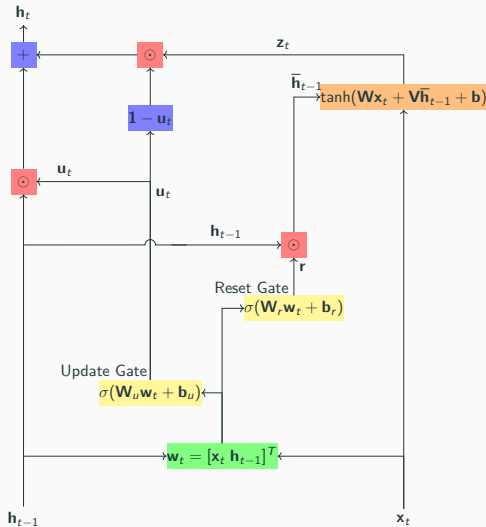 h_t
z_t
+
⊙
h̅_{t−1}
tanh(Wx_t + Vh̅_{t−1} + b)
1 − u_t
u_t
⊙
u_t
h_{t−1}
⊙
r
Reset Gate
σ(W_r w_t + b_r)
Update Gate
σ(W_u w_t + b_u)
w_t = [x_t h_{t−1}]^T
h_{t−1}
x_t